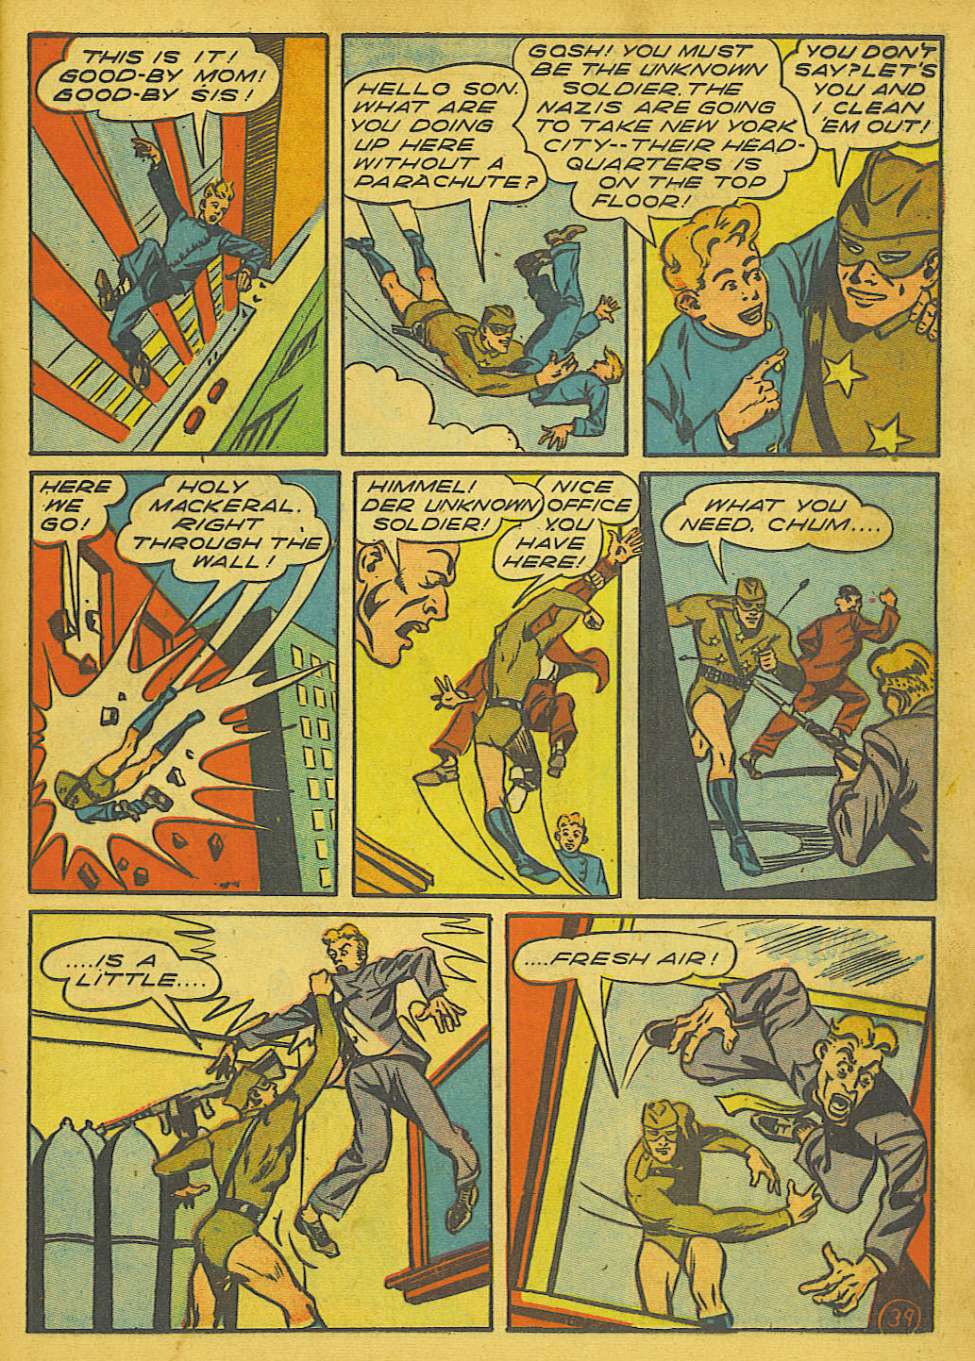 THIS IS IT!
GOOD-BY MOM!
GOOD-BY SIS!
HELLO SON.
WHAT ARE
YOU DOING
UP HERE
WITHOUT A
PARACHUTE?
GOSH! YOU MUST
BE THE UNKNOWN
SOLDIER. THE
NAZIS ARE GOING
TO TAKE NEW YORK
CITY--THEIR HEAD-
QUARTERS IS
ON THE TOP
FLOOR!
YOU DON'T
SAY? LET'S
YOU AND
I CLEAN
'EM OUT!
HERE
WE
GO!
HOLY
MACKERAL.
RIGHT
THROUGH THE
WALL!
HIMMEL!
DER UNKNOWN
SOLDIER!
NICE
OFFICE
YOU
HAVE
HERE!
WHAT YOU
NEED, CHUM....
....IS A
LITTLE....
....FRESH AIR!
39